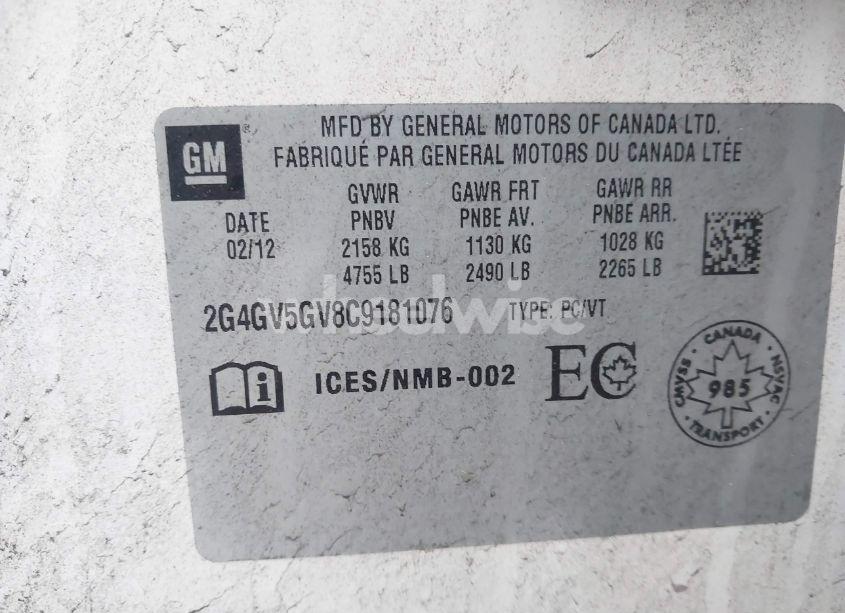 MFD BY GENERAL MOTORS OF CANADA LTD.
FABRIQUÉ PAR GENERAL MOTORS DU CANADA LTÉE
GM
DATE
02/12
GVWR
PNBV
2158 KG
4755 LB
GAWR FRT
PNBE AV.
1130 KG
2490 LB
GAWR RR
PNBE ARR.
1028 KG
2265 LB
2G4GV5GV8C9181076 TYPE: PC/VT
ICES/NMB-002 EC
CANADA
CMVSS 985 NSVAC
TRANSPORT